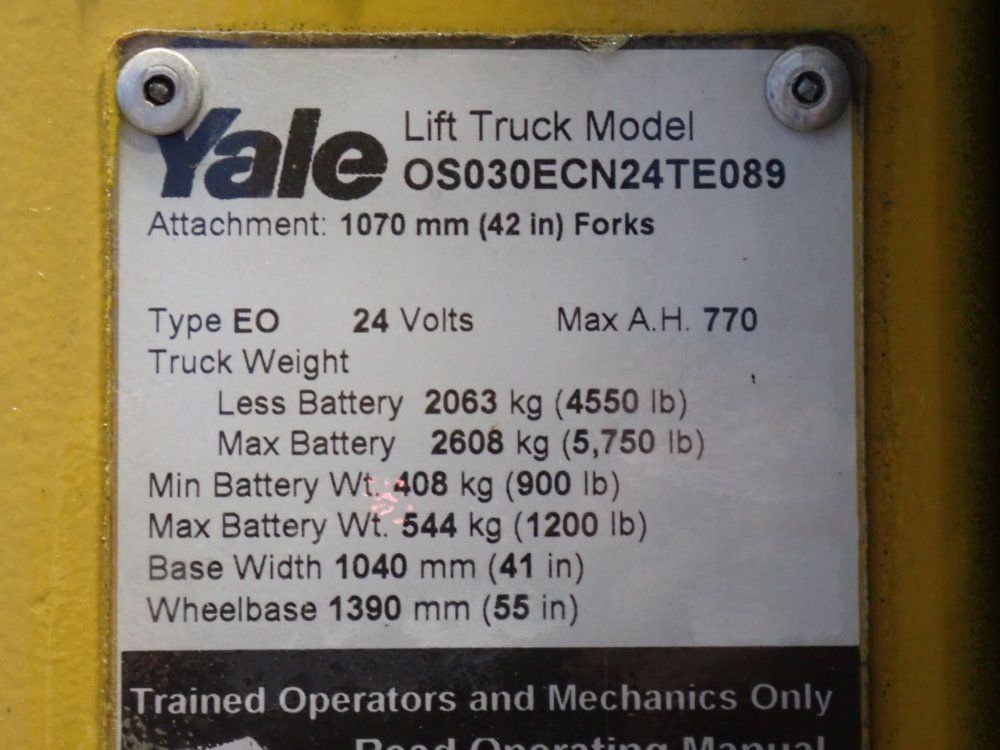 Yale Lift Truck Model
OS030ECN24TE089
Attachment: 1070 mm (42 in) Forks
Type EO 24 Volts Max A.H. 770
Truck Weight
Less Battery 2063 kg (4550 lb)
Max Battery 2608 kg (5,750 lb)
Min Battery Wt. 408 kg (900 lb)
Max Battery Wt. 544 kg (1200 lb)
Base Width 1040 mm (41 in)
Wheelbase 1390 mm (55 in)
Trained Operators and Mechanics Only
Read Operating Manual